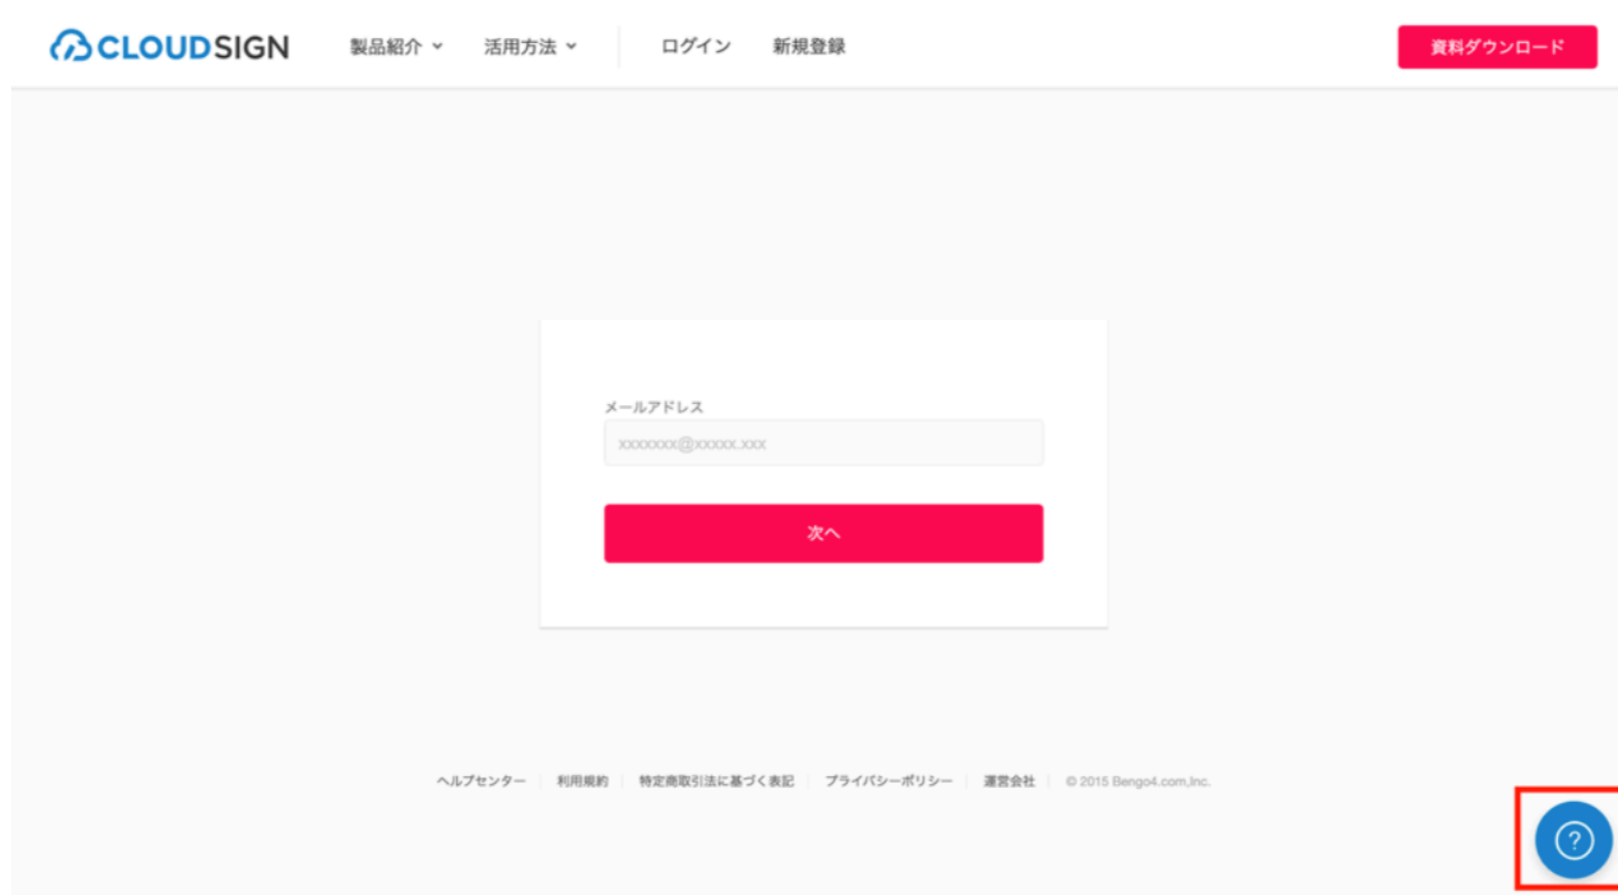 CLOUDSIGN 製品紹介 活用方法 ログイン 新規登録 資料ダウンロード
メールアドレス
xxxxxxx@xxxxx.xxx
次へ
ヘルプセンター 利用規約 特定商取引法に基づく表記 プライバシーポリシー 運営会社 © 2015 Bengo4.com,Inc.
?